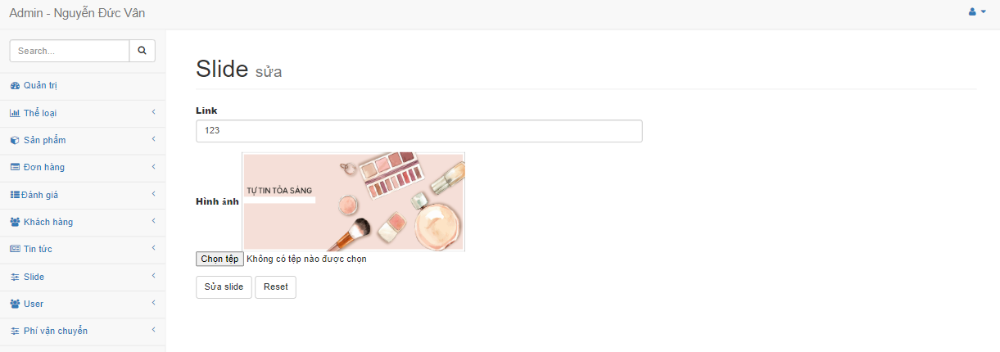 Admin - Nguyễn Đức Vân
Search...
Quản trị
Thể loại
Sản phẩm
Đơn hàng
Đánh giá
Khách hàng
Tin tức
Slide
User
Phí vận chuyển
Slide sửa
Link
123
Hình ảnh
TỰ TIN TỎA SÁNG
Chọn tệp Không có tệp nào được chọn
Sửa slide Reset